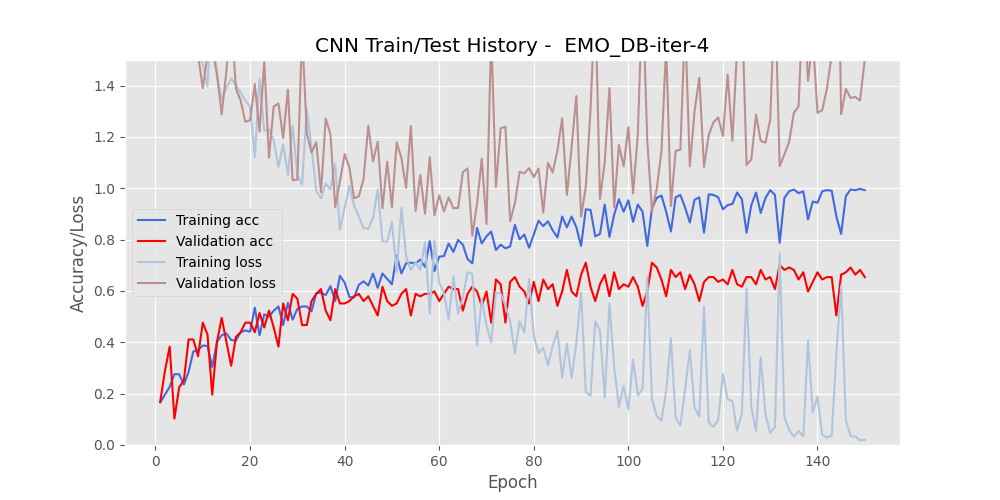 CNN Train/Test History -  EMO_DB-iter-4
1.4
1.2
1.0
0.8
0.6
0.4
0.2
0.0
Accuracy/Loss
Training acc
Validation acc
Training loss
Validation loss
0 20 40 60 80 100 120 140
Epoch